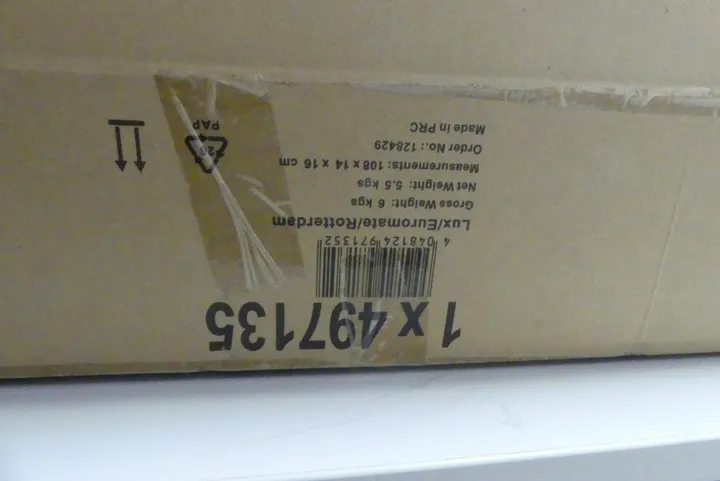 1 x 497135
4 048124 971352
Lux/Euromate/Rotterdam
Gross Weight: 6 kgs
Net Weight: 5.5 kgs
Measurements: 108 x 14 x 16 cm
Order No.: 128429
Made in PRC
20
PAP